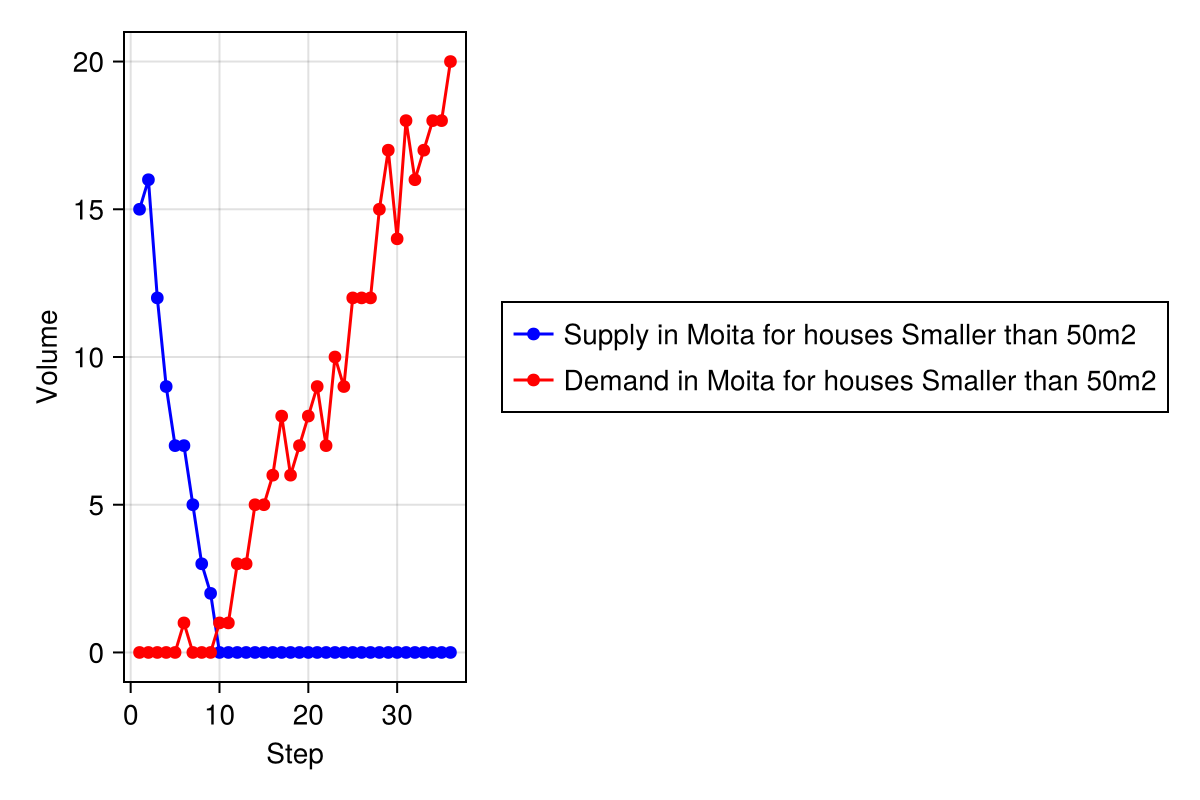 20
15
10
5
0
Volume
0 10 20 30
Step
Supply in Moita for houses Smaller than 50m2
Demand in Moita for houses Smaller than 50m2